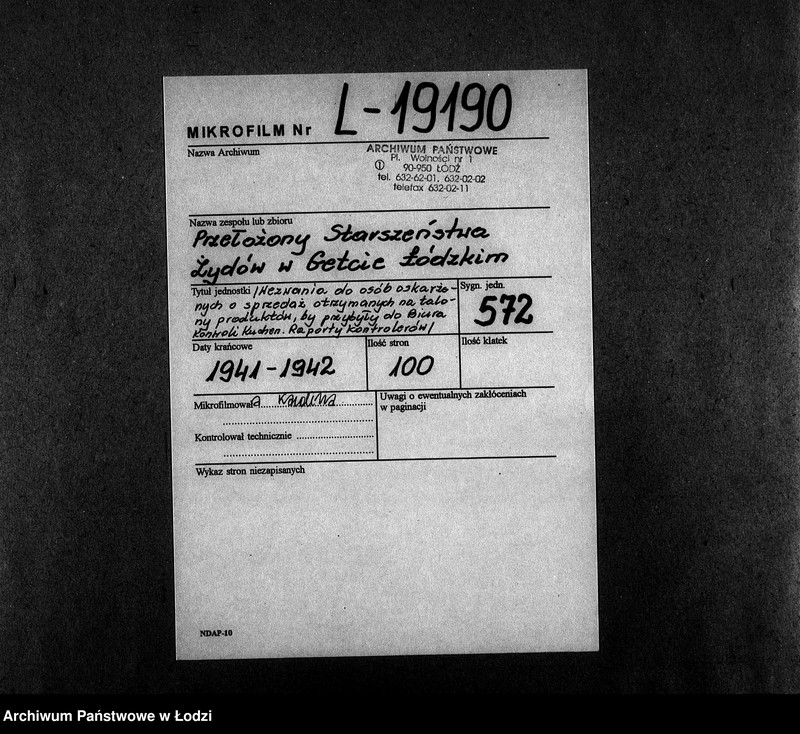 MIKROFILM Nr L-19190
Nazwa Archiwum
ARCHIWUM PAŃSTWOWE
Pl. Wolności nr 1
① 90-950 ŁÓDŹ
tel. 632-62-01, 632-02-02
telefax 632-02-11
Nazwa zespołu lub zbioru
Przełożony Starszeństwa
Żydów w Getcie Łódzkim
Tytuł jednostki /Wezwania do osób oskarżo-
nych o sprzedaż otrzymanych na talo-
ny produktów, by przybyły do Biura
Kontroli Kuchen. Raporty kontrolerów/
Sygn. jedn.
572
Daty krańcowe
1941-1942
Ilość stron
100
Ilość klatek
Mikrofilmował a Karolina
Uwagi o ewentualnych zakłóceniach
w paginacji
Kontrolował technicznie
Wykaz stron niezapisanych
NDAP-10
Archiwum Państwowe w Łodzi